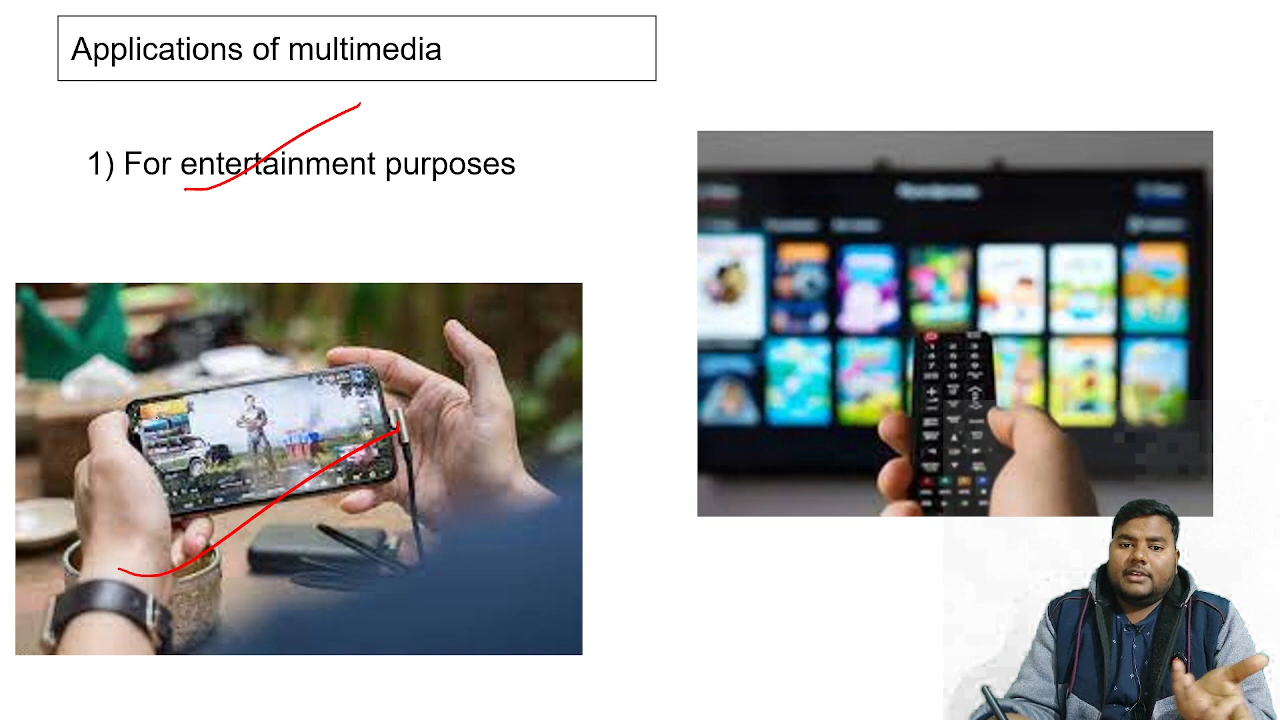 Applications of multimedia
1) For entertainment purposes